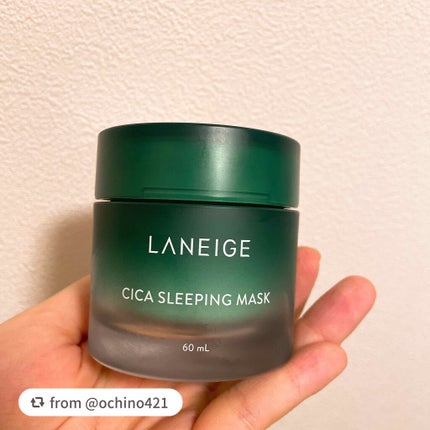 LANEIGE
CICA SLEEPING MASK
60 mL
from @ochino421